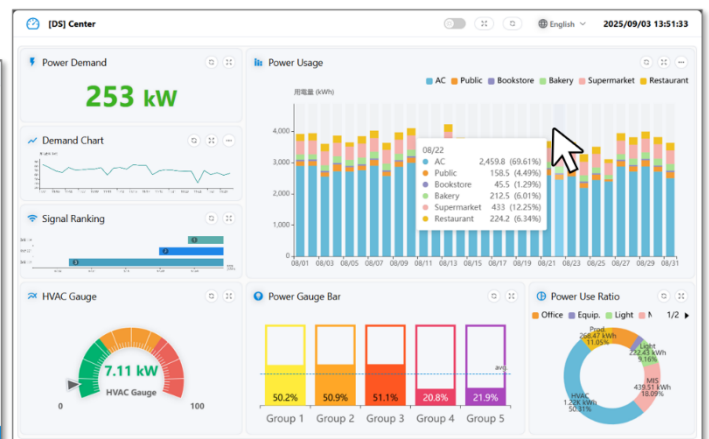 [DS] Center
English
2025/09/03 13:51:33
Power Demand
253 kW
Demand Chart
Signal Ranking
Power Usage
AC Public Bookstore Bakery Supermarket Restaurant
用電量 (kWh)
4,000
3,000
2,000
1,000
0
08/22
AC 2,459.8 (69.61%)
Public 158.5 (4.49%)
Bookstore 45.5 (1.29%)
Bakery 212.5 (6.01%)
Supermarket 433 (12.25%)
Restaurant 224.2 (6.34%)
08/01 08/03 08/05 08/07 08/09 08/11 08/13 08/15 08/17 08/19 08/21 08/23 08/25 08/27 08/29 08/31
HVAC Gauge
7.11 kW
HVAC Gauge
0
100
Power Gauge Bar
50.2% 50.9% 51.1% 20.8% 21.9%
Group 1 Group 2 Group 3 Group 4 Group 5
Power Use Ratio
Office Equip. Light 1/2
Prod.
268.47 kWh
11.05%
Light
222.43 kWh
9.16%
MIS
439.51 kWh
18.09%
HVAC
1.22K kWh
50.31%